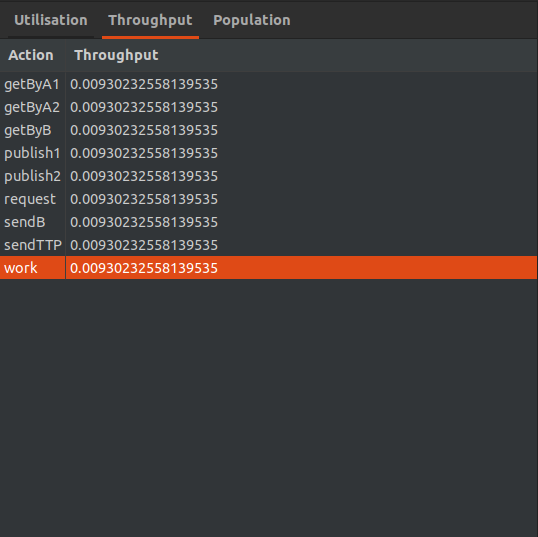 Utilisation Throughput Population
Action Throughput
getByA1 0.00930232558139535
getByA2 0.00930232558139535
getByB 0.00930232558139535
publish1 0.00930232558139535
publish2 0.00930232558139535
request 0.00930232558139535
sendB 0.00930232558139535
sendTTP 0.00930232558139535
work 0.00930232558139535